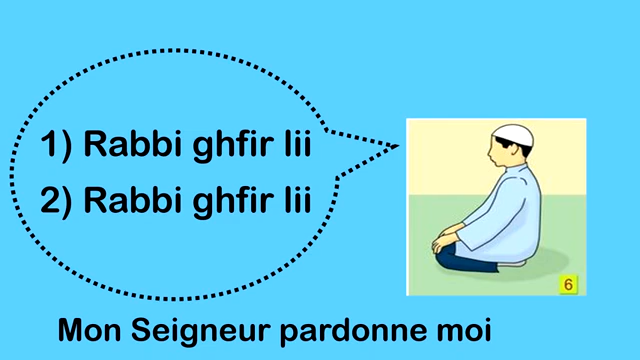 1) Rabbi ghfir lii
2) Rabbi ghfir lii
6
Mon Seigneur pardonne moi